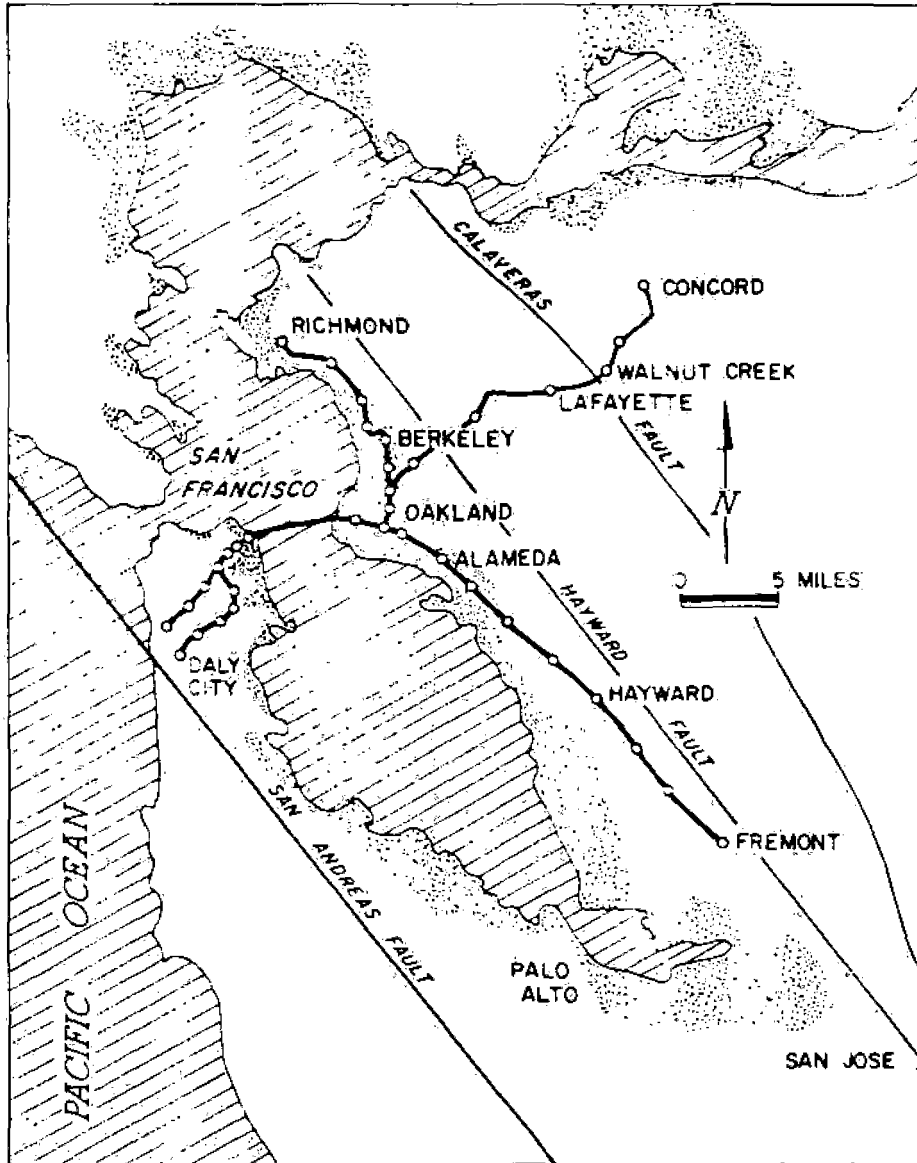 CALAVERAS
FAULT
CONCORD
RICHMOND
WALNUT CREEK
LAFAYETTE
BERKELEY
SAN
FRANCISCO
N
OAKLAND
ALAMEDA
0 5 MILES
HAYWARD
FAULT
HAYWARD
DALY
CITY
FREMONT
SAN
ANDREAS
FAULT
PACIFIC OCEAN
PALO
ALTO
SAN JOSE